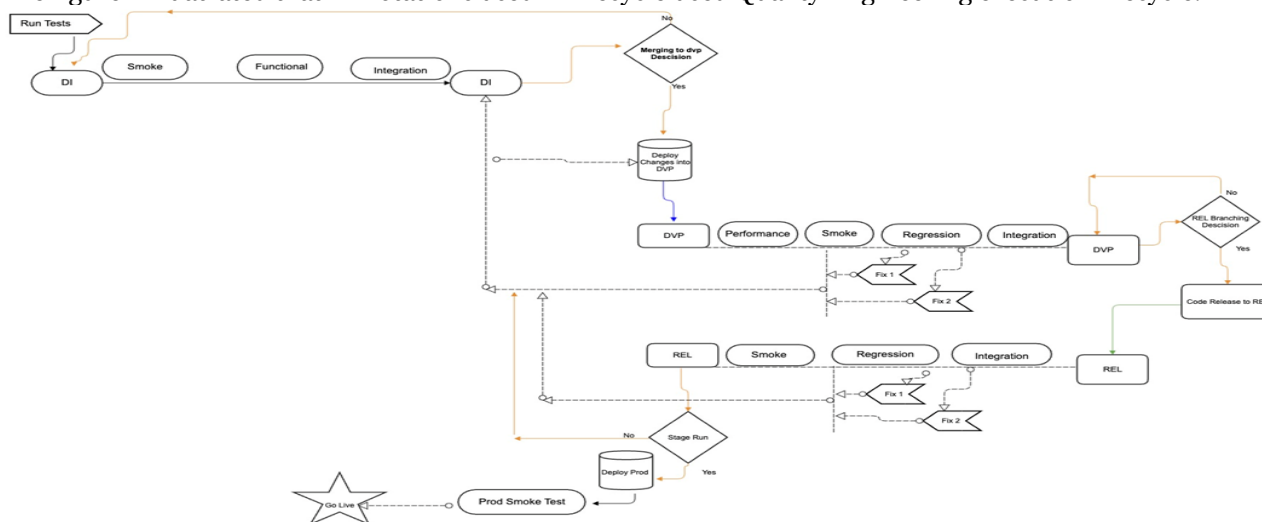 Run Tests
No
Merging to dvp
Descision
Smoke
Functional
Integration
DI
DI
Yes
Deploy
Changes into
DVP
No
REL Branching
Descision
Yes
DVP
Performance
Smoke
Regression
Integration
DVP
Fix 1
Fix 2
Code Release to RE
REL
Smoke
Regression
Integration
REL
Fix 1
Fix 2
No
Stage Run
Yes
Deploy Prod
Prod Smoke Test
Go Live